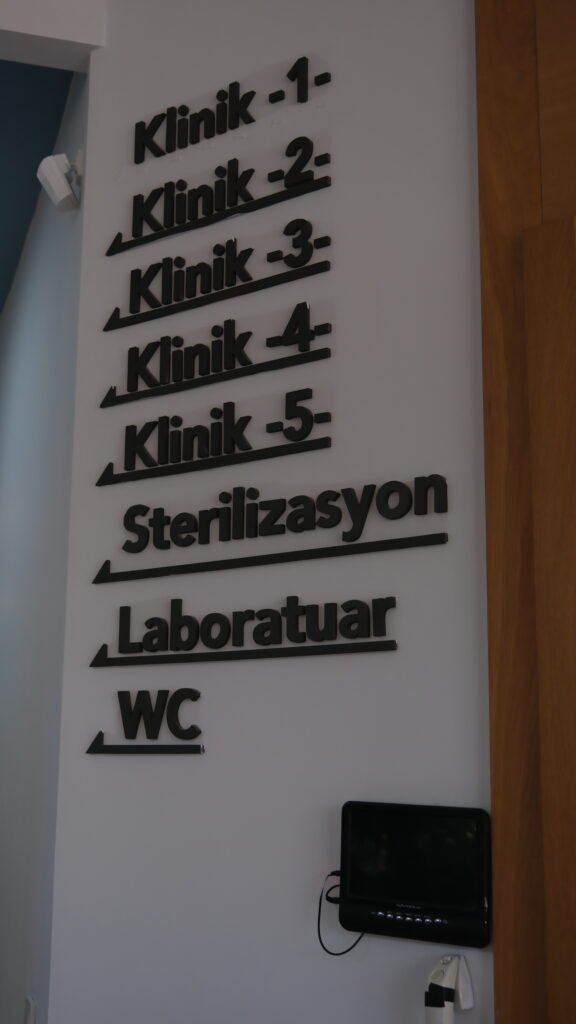 Klinik -1-
Klinik -2-
Klinik -3-
Klinik -4-
Klinik -5-
Sterilizasyon
Laboratuar
WC